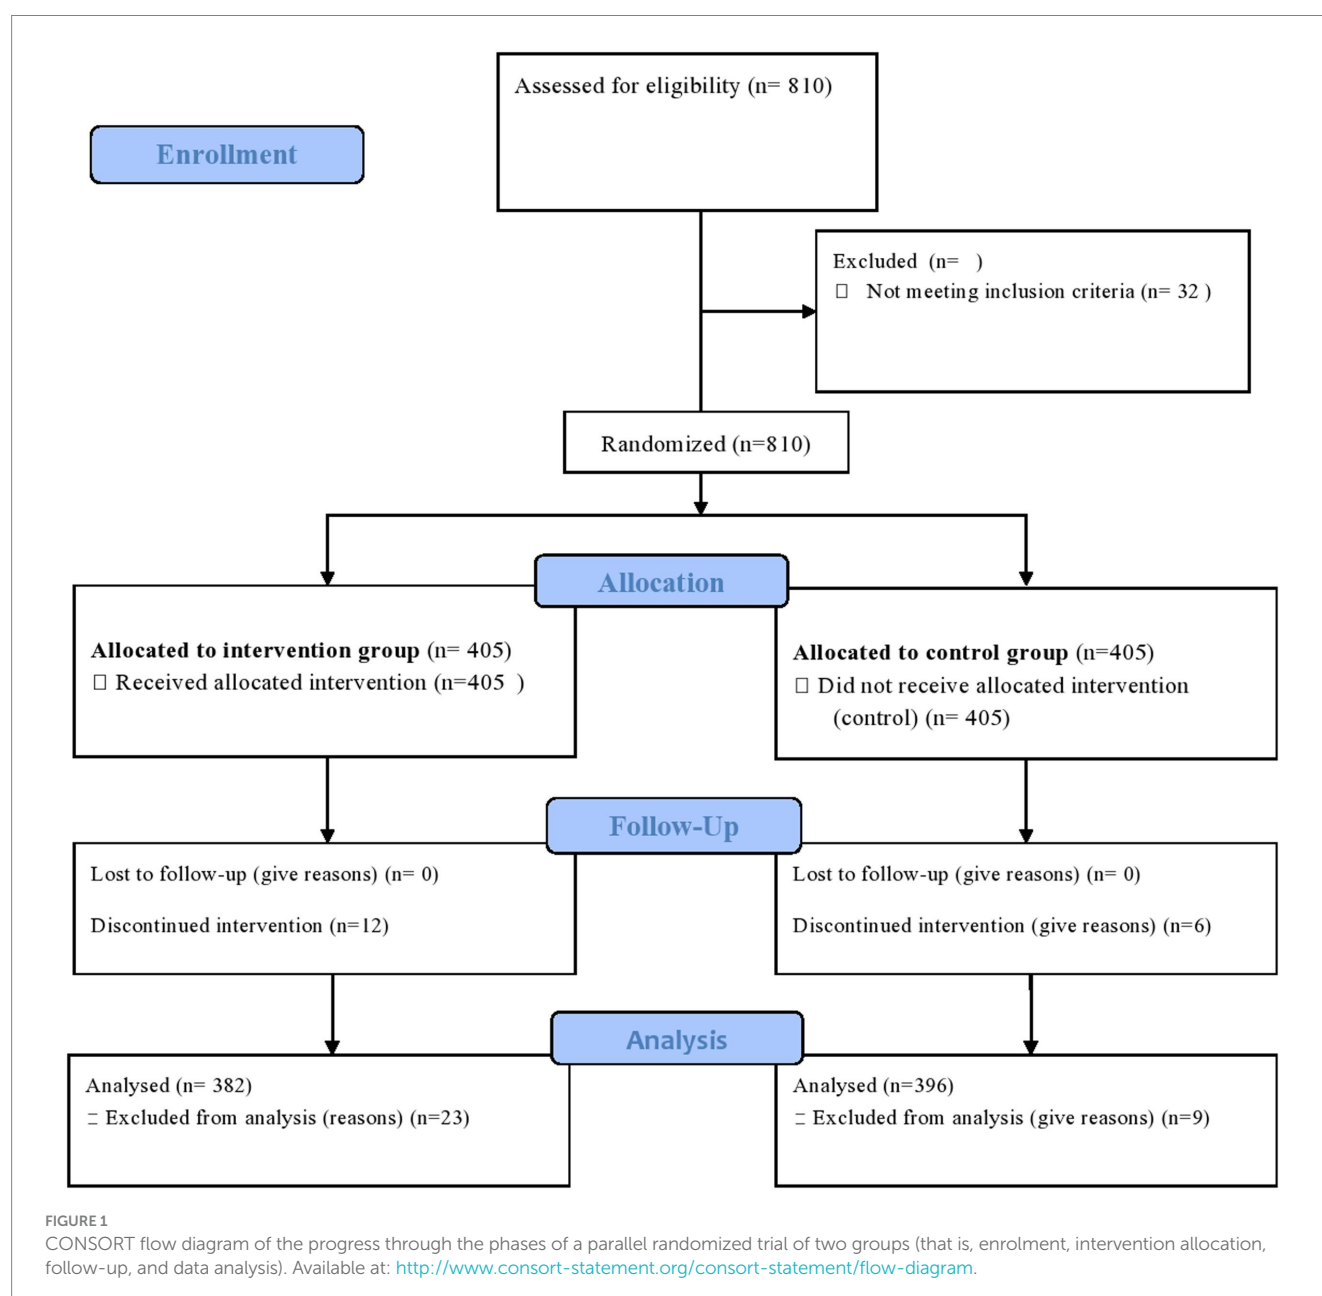 Assessed for eligibility (n= 810)
Enrollment
Excluded (n= )
□ Not meeting inclusion criteria (n= 32 )
Randomized (n=810)
Allocation
Allocated to intervention group (n= 405)
□ Received allocated intervention (n=405 )
Allocated to control group (n=405)
□ Did not receive allocated intervention
(control) (n= 405)
Follow-Up
Lost to follow-up (give reasons) (n= 0)
Discontinued intervention (n=12)
Lost to follow-up (give reasons) (n= 0)
Discontinued intervention (give reasons) (n=6)
Analysis
Analysed (n= 382)
□ Excluded from analysis (reasons) (n=23)
Analysed (n=396)
□ Excluded from analysis (give reasons) (n=9)
FIGURE 1
CONSORT flow diagram of the progress through the phases of a parallel randomized trial of two groups (that is, enrolment, intervention allocation,
follow-up, and data analysis). Available at: http://www.consort-statement.org/consort-statement/flow-diagram.